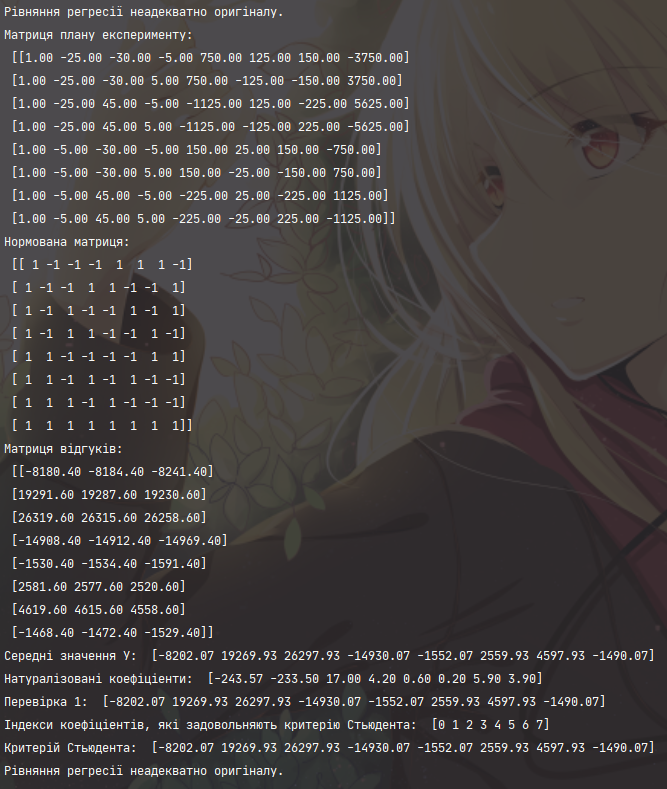 Рівняння регресії неадекватно оригіналу.
Матриця плану експерименту:
[[1.00 -25.00 -30.00 -5.00 750.00 125.00 150.00 -3750.00]
[1.00 -25.00 -30.00 5.00 750.00 -125.00 -150.00 3750.00]
[1.00 -25.00 45.00 -5.00 -1125.00 125.00 -225.00 5625.00]
[1.00 -25.00 45.00 5.00 -1125.00 -125.00 225.00 -5625.00]
[1.00 -5.00 -30.00 -5.00 150.00 25.00 150.00 -750.00]
[1.00 -5.00 -30.00 5.00 150.00 -25.00 -150.00 750.00]
[1.00 -5.00 45.00 -5.00 -225.00 25.00 -225.00 1125.00]
[1.00 -5.00 45.00 5.00 -225.00 -25.00 225.00 -1125.00]]
Нормована матриця:
[[ 1 -1 -1 -1  1  1  1 -1]
[ 1 -1 -1  1  1 -1 -1  1]
[ 1 -1  1 -1 -1  1 -1  1]
[ 1 -1  1  1 -1 -1  1 -1]
[ 1  1 -1 -1 -1 -1  1  1]
[ 1  1 -1  1 -1  1 -1 -1]
[ 1  1  1 -1  1 -1 -1 -1]
[ 1  1  1  1  1  1  1  1]]
Матриця відгуків:
[[-8180.40 -8184.40 -8241.40]
[19291.60 19287.60 19230.60]
[26319.60 26315.60 26258.60]
[-14908.40 -14912.40 -14969.40]
[-1530.40 -1534.40 -1591.40]
[2581.60 2577.60 2520.60]
[4619.60 4615.60 4558.60]
[-1468.40 -1472.40 -1529.40]]
Середні значення У:  [-8202.07 19269.93 26297.93 -14930.07 -1552.07 2559.93 4597.93 -1490.07]
Натуралізовані коефіціенти:  [-243.57 -233.50 17.00 4.20 0.60 0.20 5.90 3.90]
Перевірка 1:  [-8202.07 19269.93 26297.93 -14930.07 -1552.07 2559.93 4597.93 -1490.07]
Індекси коефіціентів, які задовольняють критерію Стьюдента:  [0 1 2 3 4 5 6 7]
Критерій Стьюдента:  [-8202.07 19269.93 26297.93 -14930.07 -1552.07 2559.93 4597.93 -1490.07]
Рівняння регресії неадекватно оригіналу.